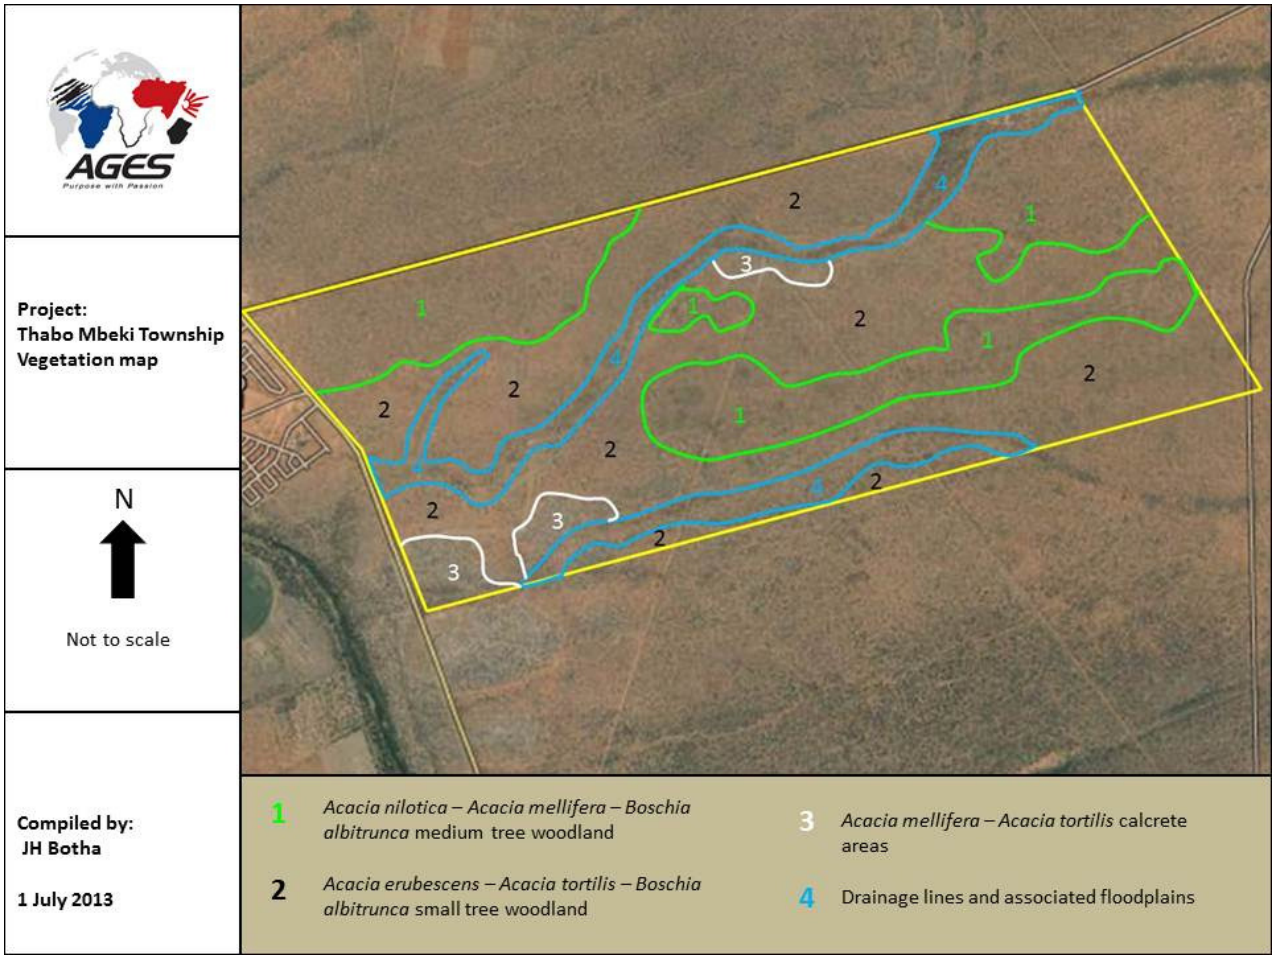 AGES
Purpose with Passion
Project:
Thabo Mbeki Township
Vegetation map
N
Not to scale
Compiled by:
JH Botha
1 July 2013
2
4
1
3
1
1
2
4
1
2
2
2
1
2
4
2
2
3
2
3
1 Acacia nilotica – Acacia mellifera – Boschia
albitrunca medium tree woodland
2 Acacia erubescens – Acacia tortilis – Boschia
albitrunca small tree woodland
3 Acacia mellifera – Acacia tortilis calcrete
areas
4 Drainage lines and associated floodplains